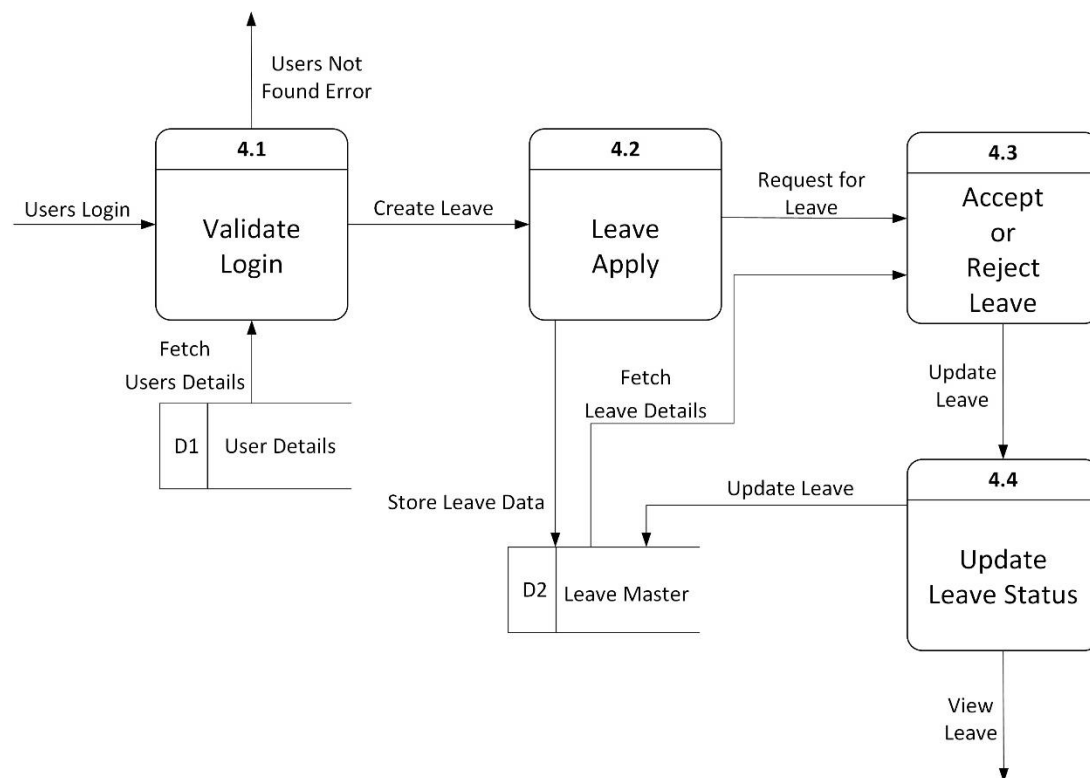 Users Not
Found Error
4.1
Validate
Login
Users Login
Create Leave
4.2
Leave
Apply
Request for
Leave
4.3
Accept
or
Reject
Leave
Fetch
Users Details
D1
User Details
Fetch
Leave Details
Update
Leave
Store Leave Data
Update Leave
4.4
Update
Leave Status
D2
Leave Master
View
Leave